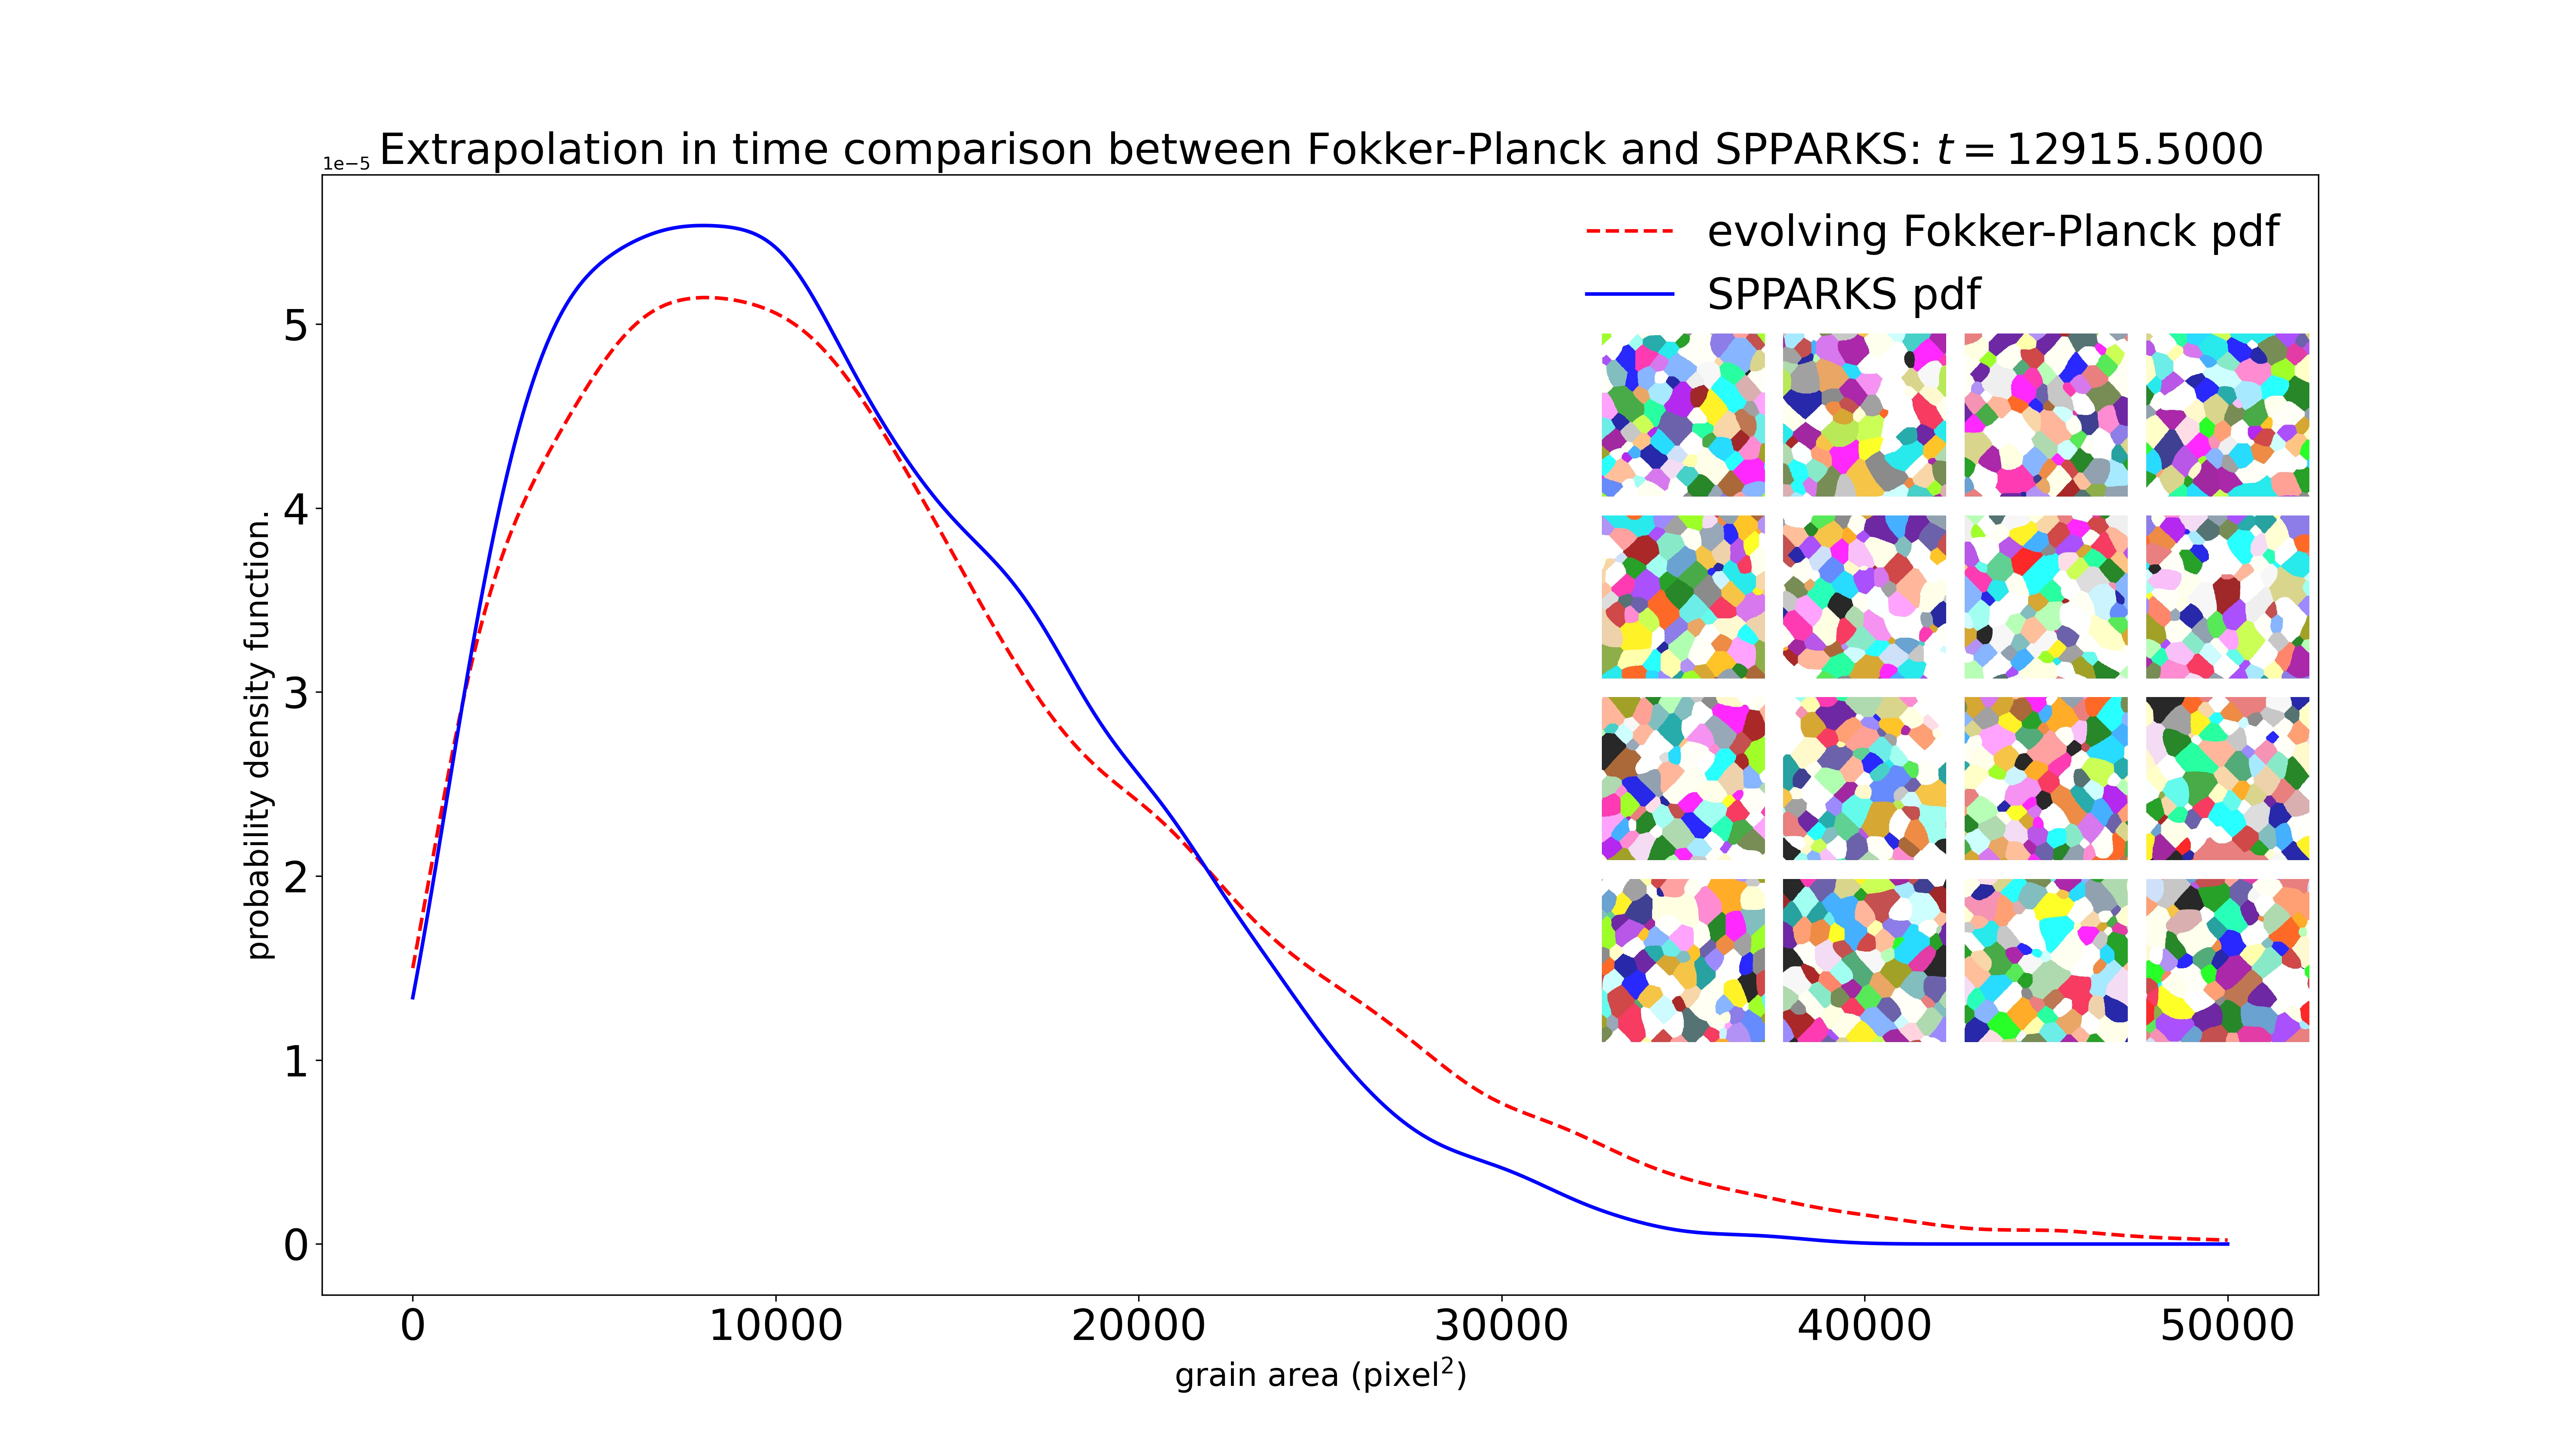 Extrapolation in time comparison between Fokker-Planck and SPPARKS: t = 12915.5000
1e−5
evolving Fokker-Planck pdf
SPPARKS pdf
5
4
3
2
1
0
probability density function.
0 10000 20000 30000 40000 50000
grain area (pixel²)